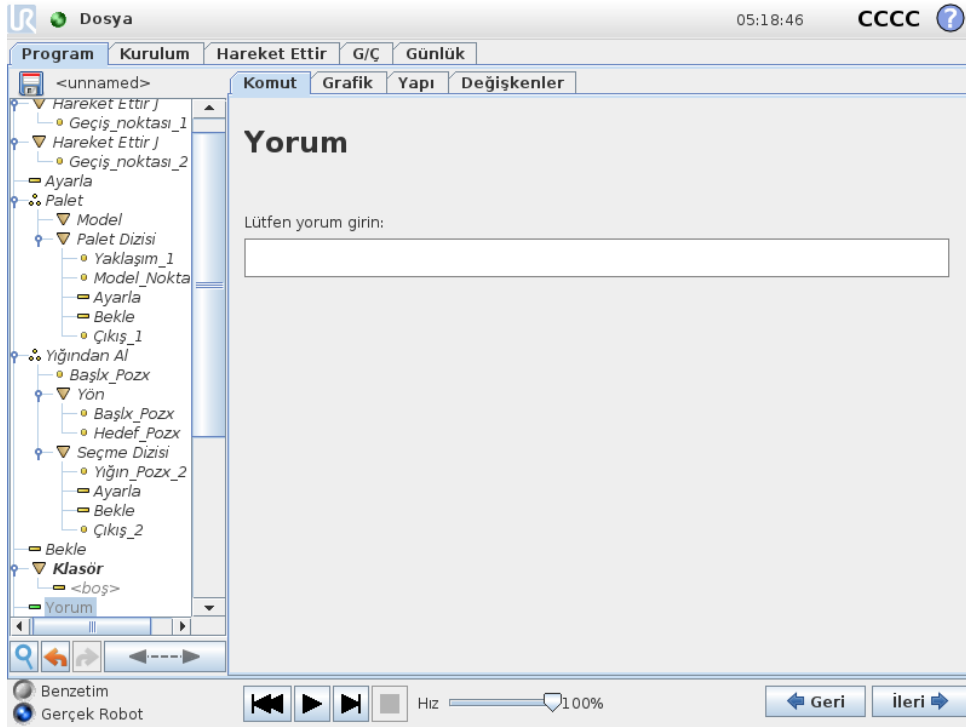 Dosya 05:18:46 CCCC ?
Program Kurulum Hareket Ettir G/Ç Günlük
<unnamed>
Komut Grafik Yapı Değişkenler
Hareket Ettir J
Geçiş_noktası_1
Hareket Ettir J
Geçiş_noktası_2
Ayarla
Palet
Model
Palet Dizisi
Yaklaşım_1
Model_Nokta
Ayarla
Bekle
Çıkış_1
Yığından Al
Başlx_Pozx
Yön
Başlx_Pozx
Hedef_Pozx
Seçme Dizisi
Yığın_Pozx_2
Ayarla
Bekle
Çıkış_2
Bekle
Klasör
<boş>
Yorum
Yorum
Lütfen yorum girin:
Benzetim
Gerçek Robot
Hız 100%
Geri İleri